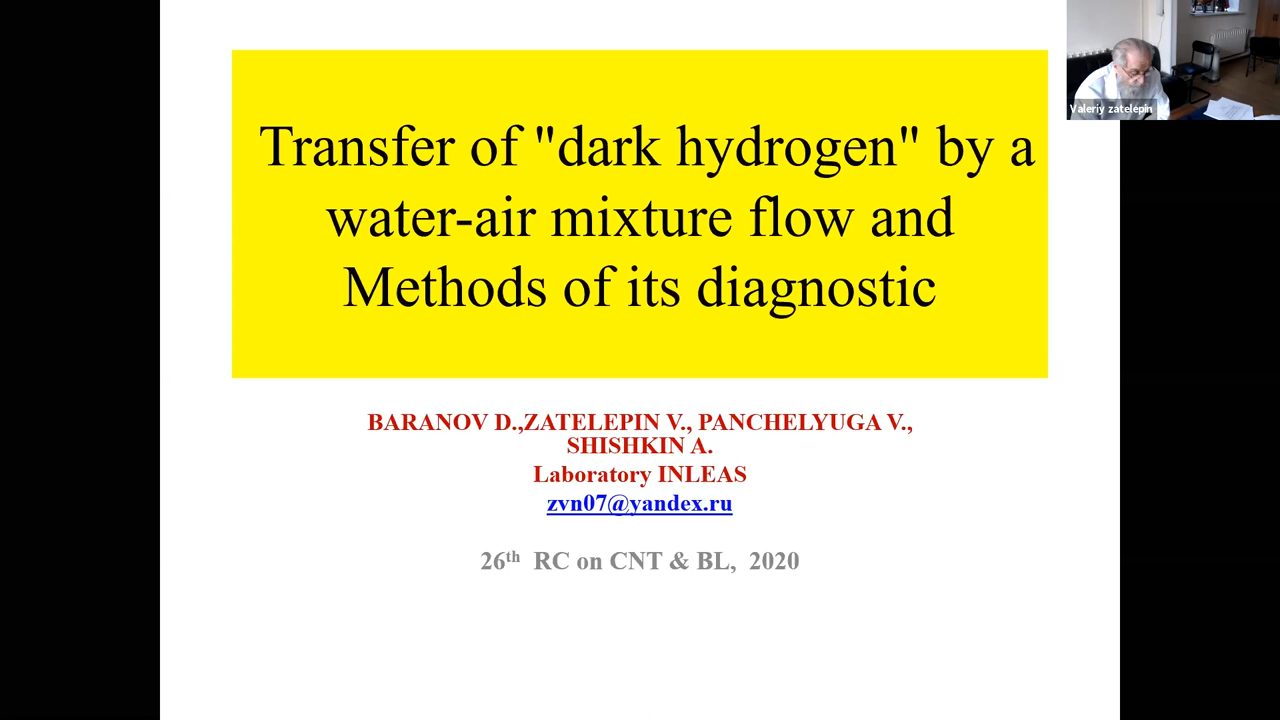 Transfer of "dark hydrogen" by a
water-air mixture flow and
Methods of its diagnostic
BARANOV D.,ZATELEPIN V., PANCHELYUGA V.,
SHISHKIN A.
Laboratory INLEAS
zvn07@yandex.ru
26th RC on CNT & BL, 2020
Valeriy zatelepin